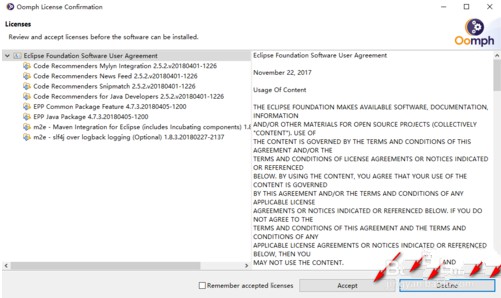 Oomph License Confirmation
Licenses
Review and accept licenses before the software can be installed.
Oomph
Eclipse Foundation Software User Agreement
Code Recommenders Mylyn Integration 2.5.2.v20180401-1226
Code Recommenders News Feed 2.5.2.v20180401-1226
Code Recommenders Snipmatch 2.5.2.v20180401-1226
Code Recommenders for Java Developers 2.5.2.v20180401-1226
EPP Common Package Feature 4.7.3.20180405-1200
EPP Java Package 4.7.3.20180405-1200
m2e - Maven Integration for Eclipse (includes Incubating components) 1.8
m2e - slf4j over logback logging (Optional) 1.8.3.20180227-2137
Eclipse Foundation Software User Agreement
November 22, 2017
Usage Of Content
THE ECLIPSE FOUNDATION MAKES AVAILABLE SOFTWARE, DOCUMENTATION,
INFORMATION
AND/OR OTHER MATERIALS FOR OPEN SOURCE PROJECTS (COLLECTIVELY
"CONTENT"). USE OF
THE CONTENT IS GOVERNED BY THE TERMS AND CONDITIONS OF THIS
AGREEMENT AND/OR THE
TERMS AND CONDITIONS OF LICENSE AGREEMENTS OR NOTICES INDICATED
OR REFERENCED
BELOW. BY USING THE CONTENT, YOU AGREE THAT YOUR USE OF THE
CONTENT IS GOVERNED
BY THIS AGREEMENT AND/OR THE TERMS AND CONDITIONS OF ANY
APPLICABLE LICENSE
AGREEMENTS OR NOTICES INDICATED OR REFERENCED BELOW. IF YOU DO
NOT AGREE TO THE
TERMS AND CONDITIONS OF THIS AGREEMENT AND THE TERMS AND
CONDITIONS OF ANY
APPLICABLE LICENSE AGREEMENTS OR NOTICES INDICATED OR REFERENCED
BELOW, THEN YOU
MAY NOT USE THE CONTENT. AND
Remember accepted licenses
Accept
Decline